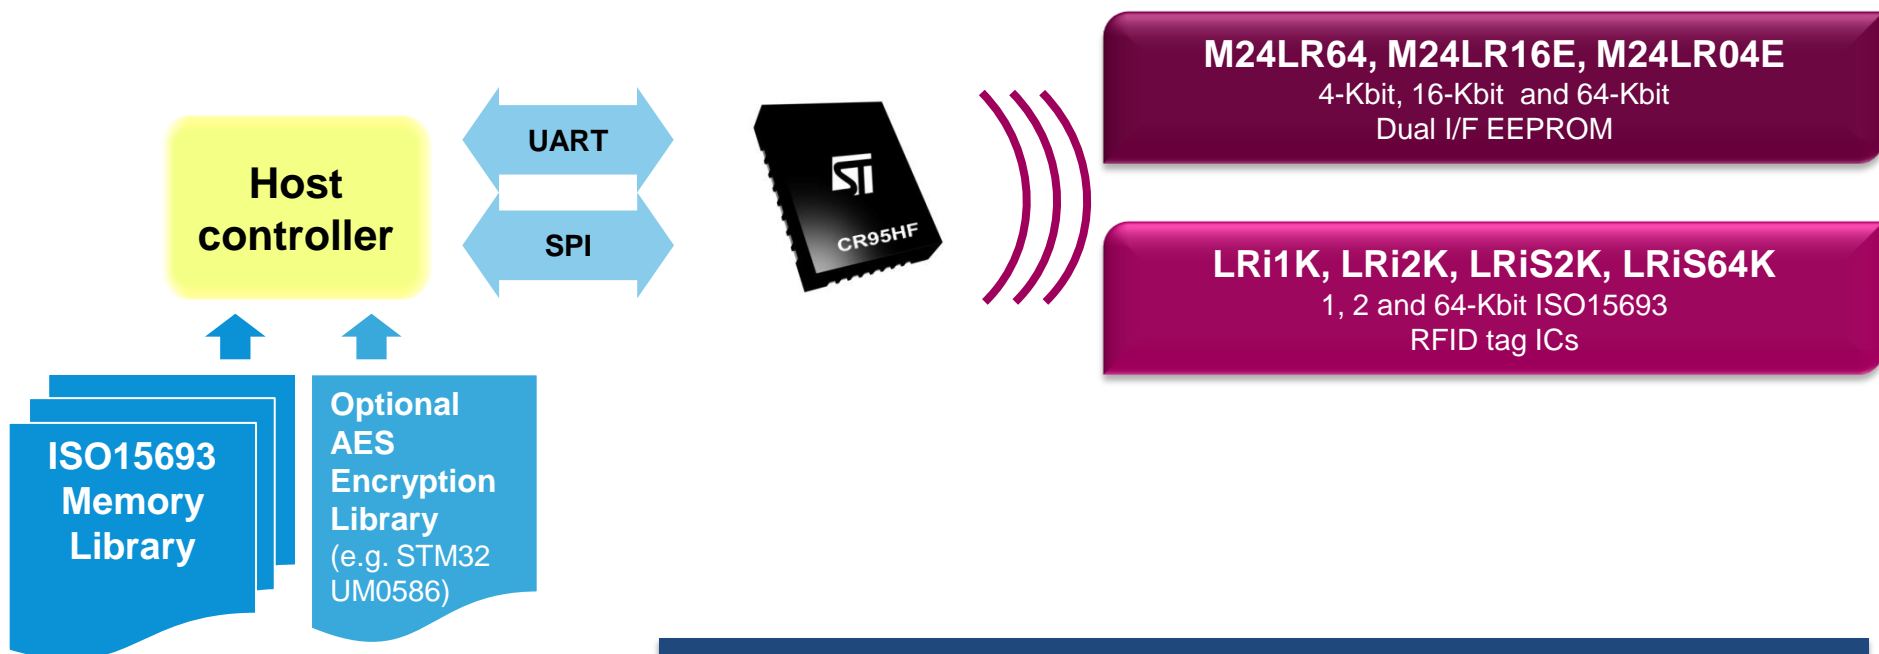 Host
controller
UART
SPI
ST
CR95HF
M24LR64, M24LR16E, M24LR04E
4-Kbit, 16-Kbit and 64-Kbit
Dual I/F EEPROM
LRi1K, LRi2K, LRiS2K, LRiS64K
1, 2 and 64-Kbit ISO15693
RFID tag ICs
ISO15693
Memory
Library
Optional
AES
Encryption
Library
(e.g. STM32
UM0586)